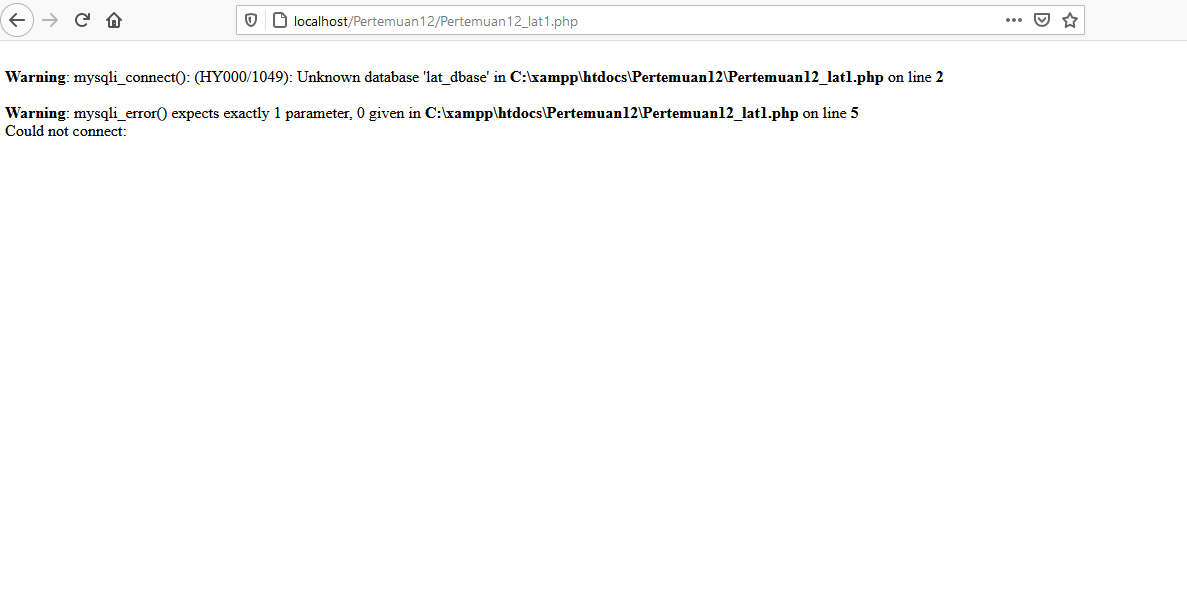 localhost/Pertemuan12/Pertemuan12_lat1.php
Warning: mysqli_connect(): (HY000/1049): Unknown database 'lat_dbase' in C:\xampp\htdocs\Pertemuan12\Pertemuan12_lat1.php on line 2
Warning: mysqli_error() expects exactly 1 parameter, 0 given in C:\xampp\htdocs\Pertemuan12\Pertemuan12_lat1.php on line 5
Could not connect: